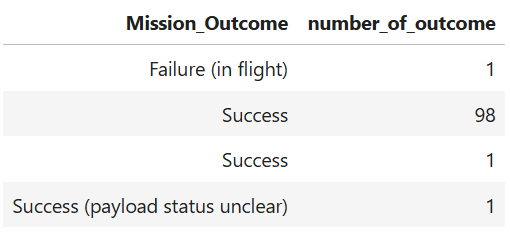 Mission_Outcome number_of_outcome
Failure (in flight) 1
Success 98
Success 1
Success (payload status unclear) 1